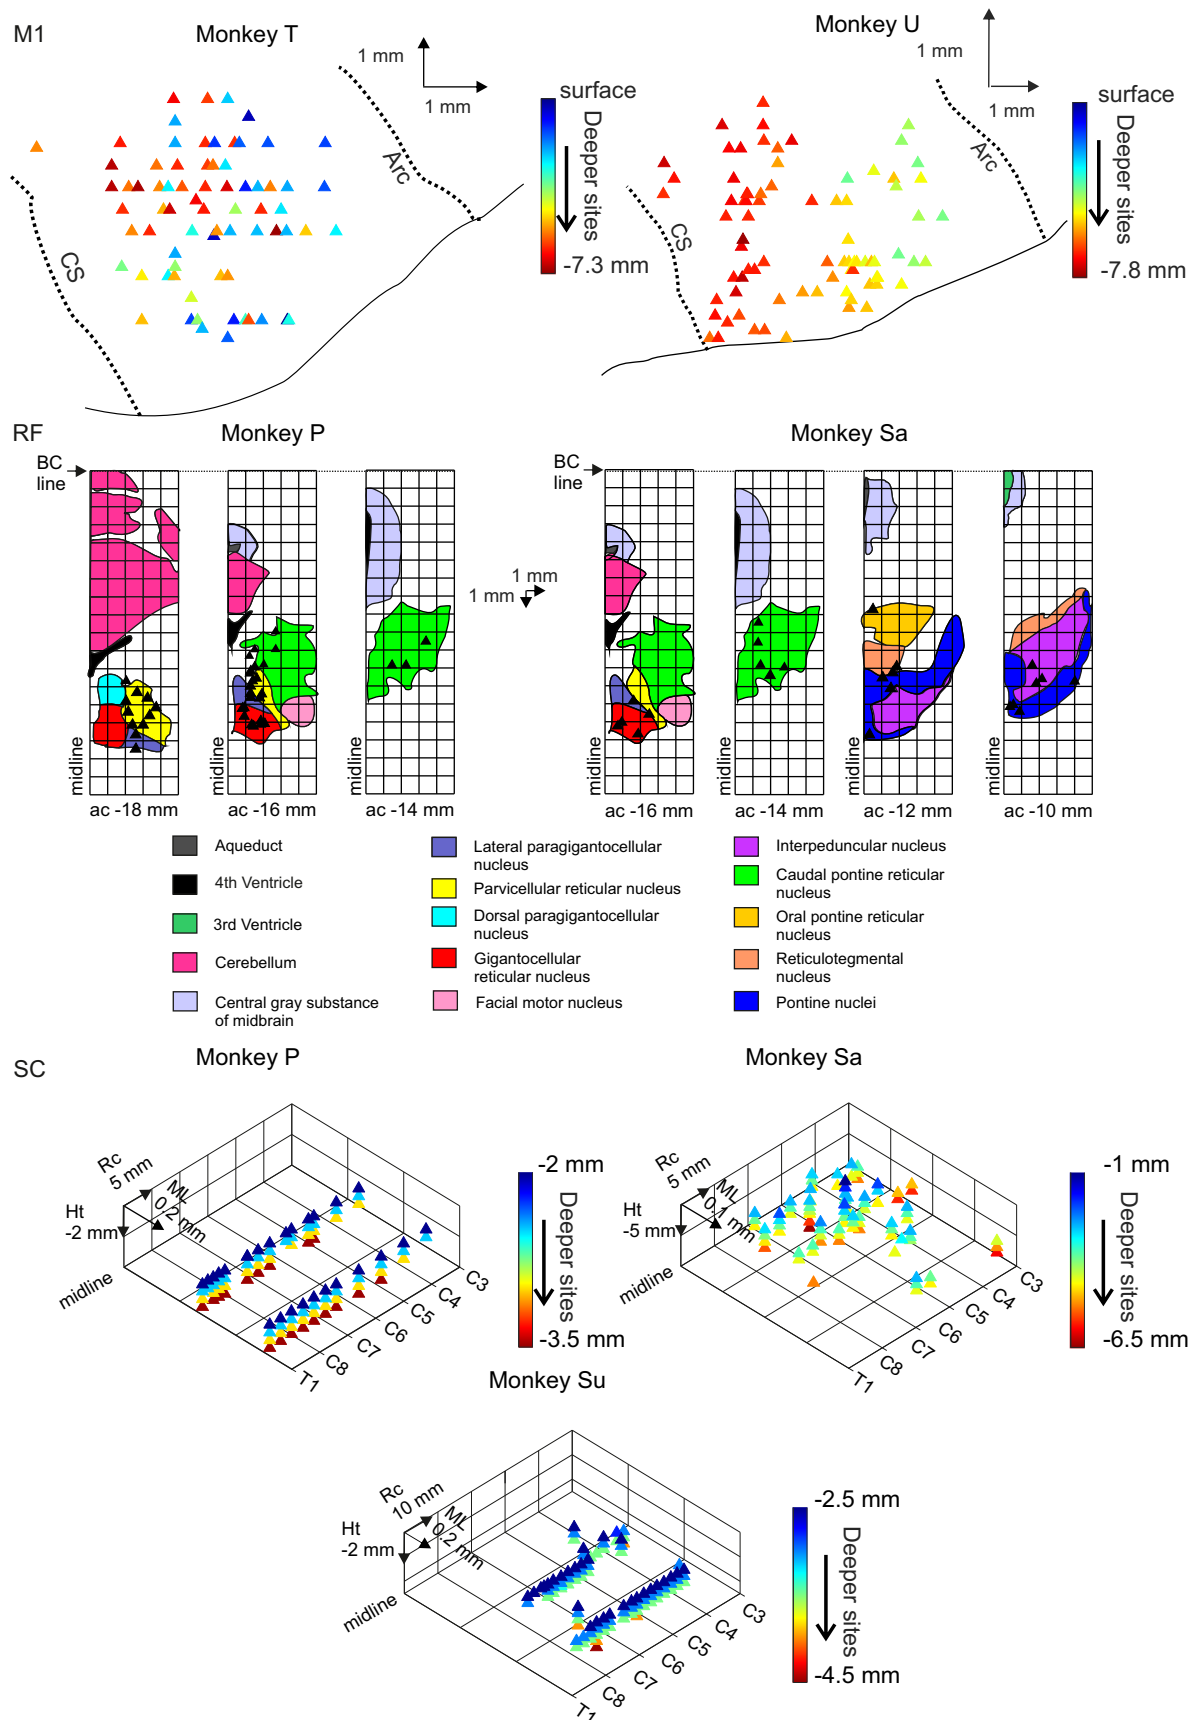 M1
Monkey T
Monkey U
1 mm
1 mm
Arc
CS
surface
Deeper sites
-7.3 mm
1 mm
1 mm
Arc
CS
surface
Deeper sites
-7.8 mm
RF
Monkey P
Monkey Sa
BC
line
midline
ac -18 mm
midline
ac -16 mm
ac -14 mm
1 mm
1 mm
BC
line
midline
ac -16 mm
midline
ac -14 mm
midline
ac -12 mm
midline
ac -10 mm
Aqueduct
4th Ventricle
3rd Ventricle
Cerebellum
Central gray substance
of midbrain
Lateral paragigantocellular
nucleus
Parvicellular reticular nucleus
Dorsal paragigantocellular
nucleus
Gigantocellular
reticular nucleus
Facial motor nucleus
Interpeduncular nucleus
Caudal pontine reticular
nucleus
Oral pontine reticular
nucleus
Reticulotegmental
nucleus
Pontine nuclei
SC
Monkey P
Rc
5 mm
ML
0.2 mm
Ht
-2 mm
midline
C3
C4
C5
C6
C7
C8
T1
-2 mm
Deeper sites
-3.5 mm
Monkey Sa
Rc
5 mm
ML
0.1 mm
Ht
-5 mm
midline
C3
C4
C5
C6
C7
C8
T1
-1 mm
Deeper sites
-6.5 mm
Monkey Su
Rc
10 mm
ML
0.2 mm
Ht
-2 mm
midline
C3
C4
C5
C6
C7
C8
T1
-2.5 mm
Deeper sites
-4.5 mm